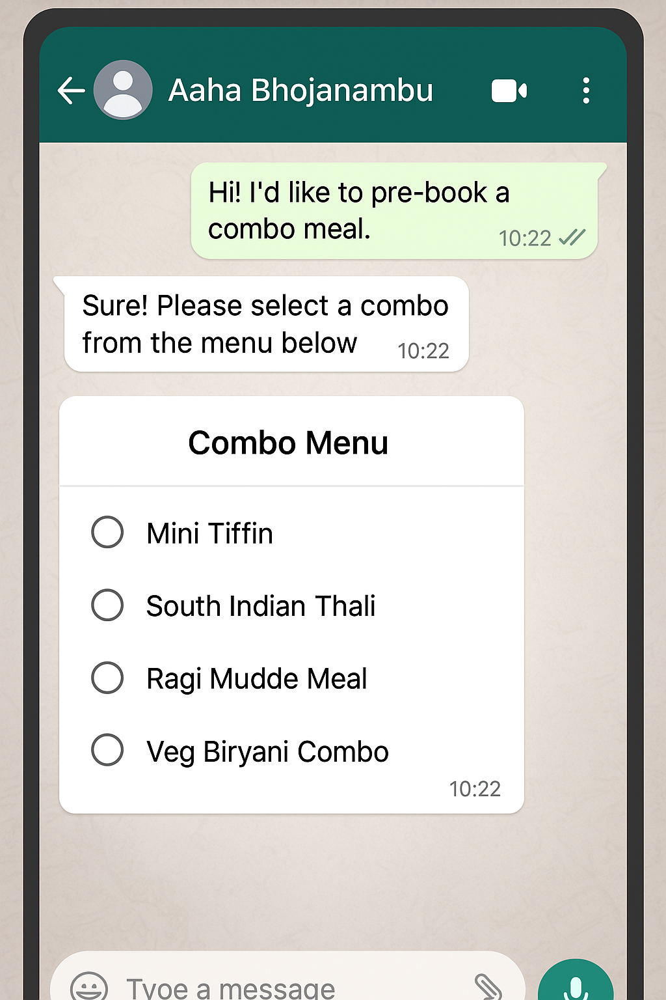 Aaha Bhojanambu
Hi! I'd like to pre-book a
combo meal.
10:22
Sure! Please select a combo
from the menu below
10:22
Combo Menu
Mini Tiffin
South Indian Thali
Ragi Mudde Meal
Veg Biryani Combo
10:22
Tyoe a message